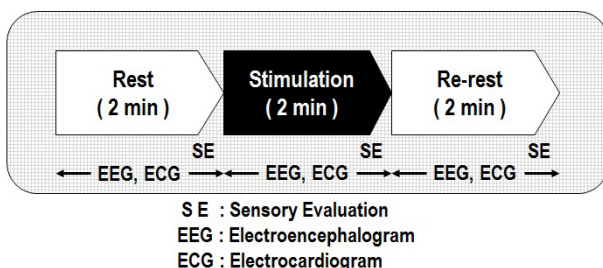 Rest Stimulation Re-rest
( 2 min ) ( 2 min ) ( 2 min )
SE SE SE
EEG, ECG EEG, ECG EEG, ECG
S E : Sensory Evaluation
EEG : Electroencephalogram
ECG : Electrocardiogram